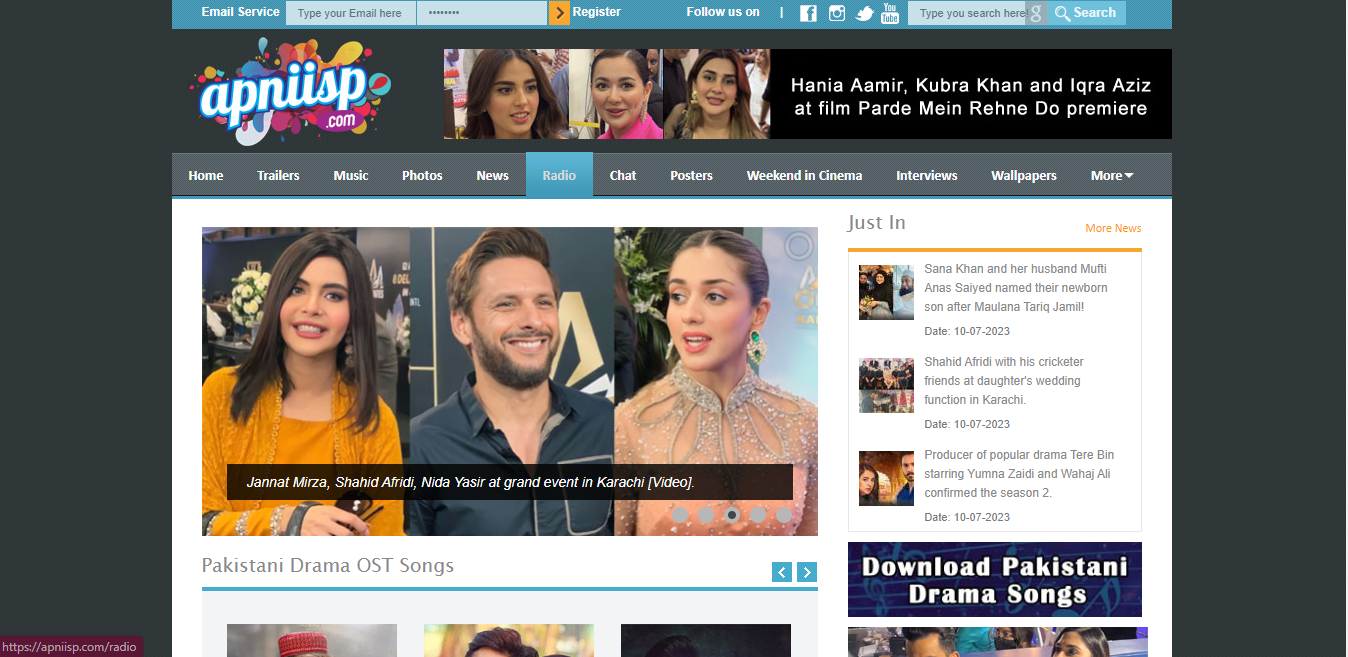 Email Service
Type your Email here
••••••••
Register
Follow us on
|
You
Tube
Type you search here!
g
Search
apniisp
.com
Hania Aamir, Kubra Khan and Iqra Aziz
at film Parde Mein Rehne Do premiere
Home Trailers Music Photos News Radio Chat Posters Weekend in Cinema Interviews Wallpapers More
Jannat Mirza, Shahid Afridi, Nida Yasir at grand event in Karachi [Video].
Pakistani Drama OST Songs
Just In
More News
Sana Khan and her husband Mufti
Anas Saiyed named their newborn
son after Maulana Tariq Jamil!
Date: 10-07-2023
Shahid Afridi with his cricketer
friends at daughter's wedding
function in Karachi.
Date: 10-07-2023
Producer of popular drama Tere Bin
starring Yumna Zaidi and Wahaj Ali
confirmed the season 2.
Date: 10-07-2023
Download Pakistani
Drama Songs
https://apniisp.com/radio